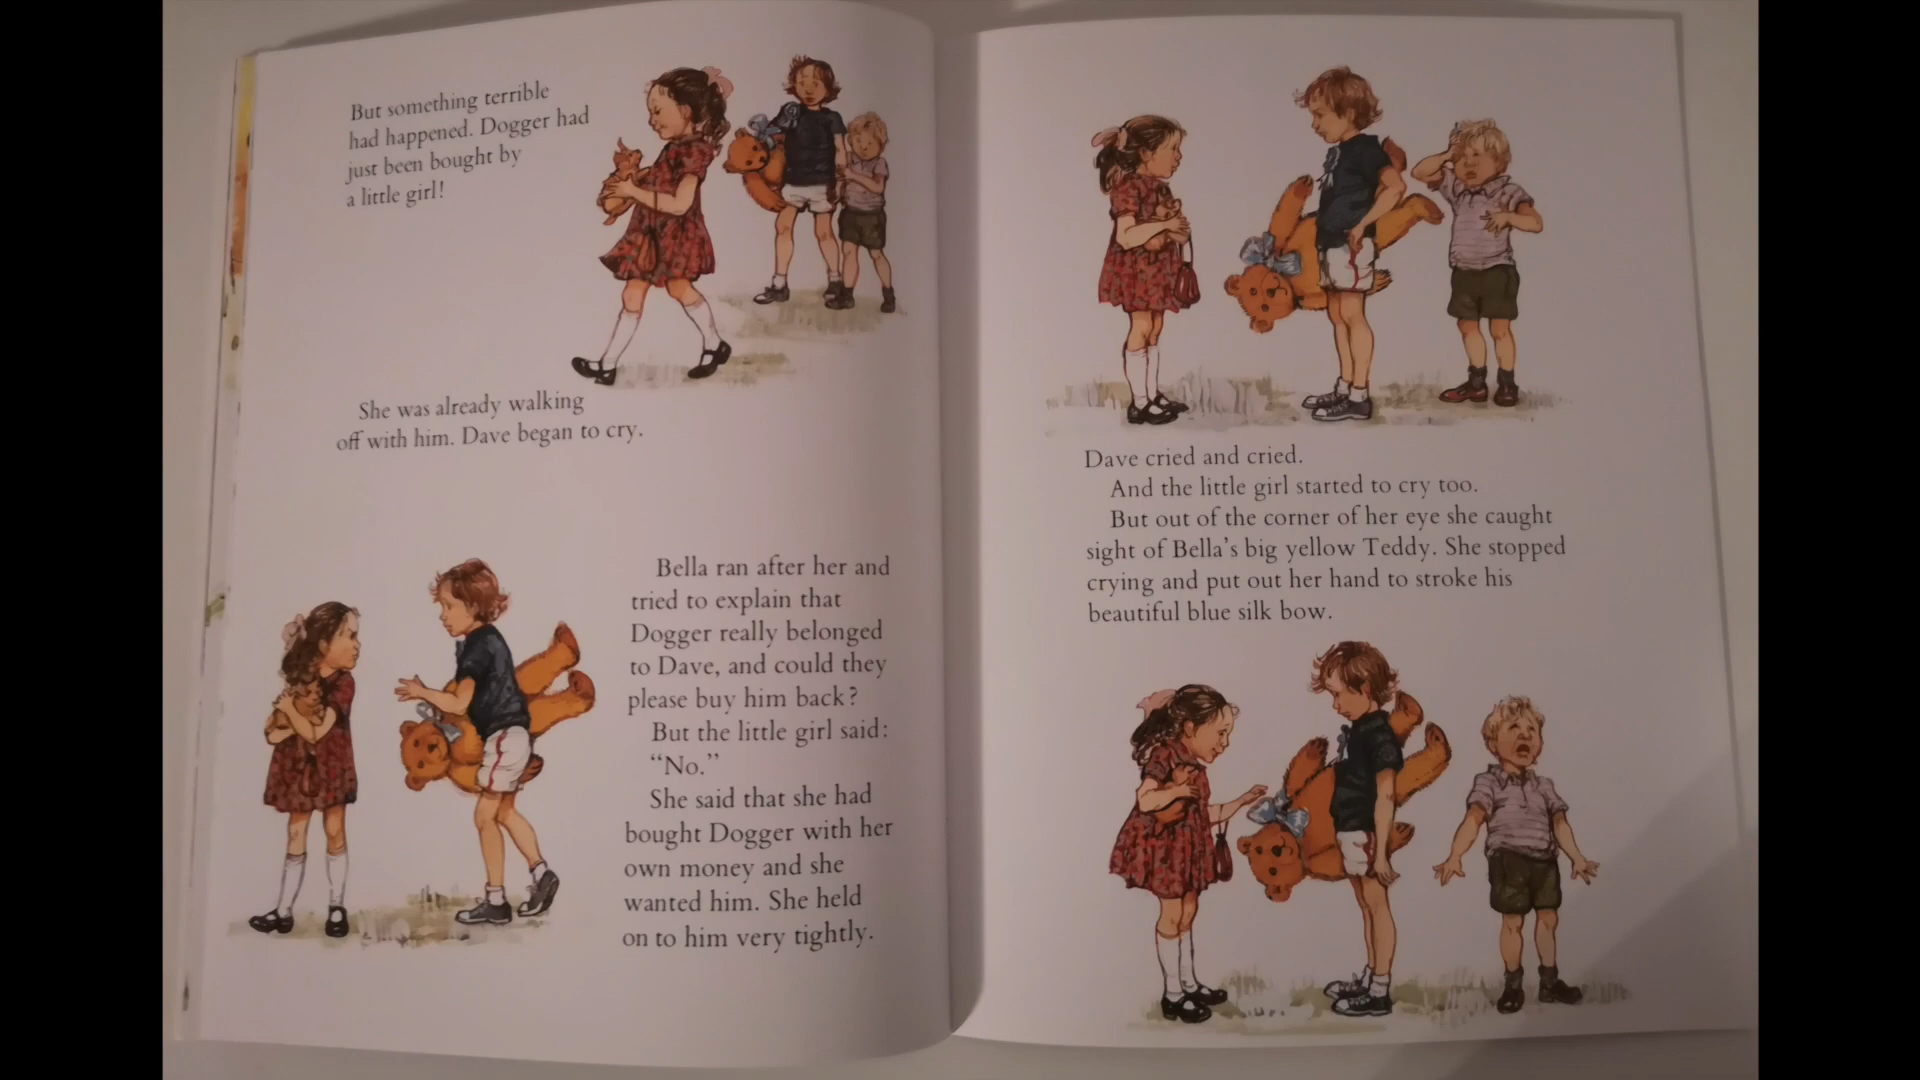 But something terrible
had happened. Dogger had
just been bought by
a little girl!
She was already walking
off with him. Dave began to cry.
Bella ran after her and
tried to explain that
Dogger really belonged
to Dave, and could they
please buy him back?
But the little girl said:
“No.”
She said that she had
bought Dogger with her
own money and she
wanted him. She held
on to him very tightly.
Dave cried and cried.
And the little girl started to cry too.
But out of the corner of her eye she caught
sight of Bella’s big yellow Teddy. She stopped
crying and put out her hand to stroke his
beautiful blue silk bow.